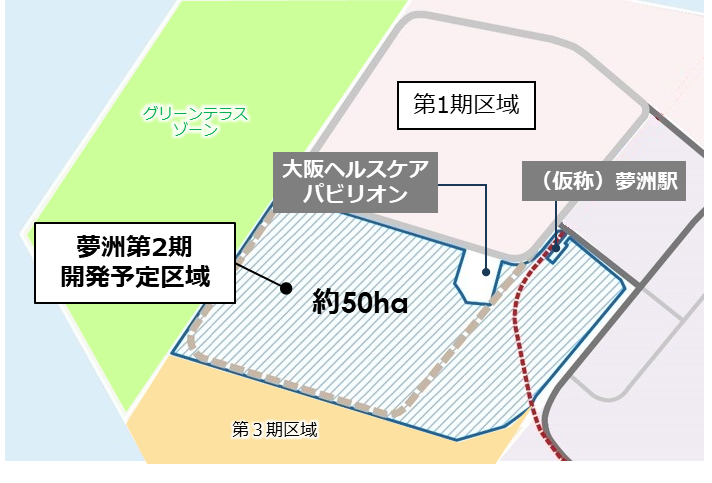 グリーンテラス
ゾーン
第1期区域
大阪ヘルスケア
パビリオン
（仮称）夢洲駅
夢洲第2期
開発予定区域
約50ha
第３期区域